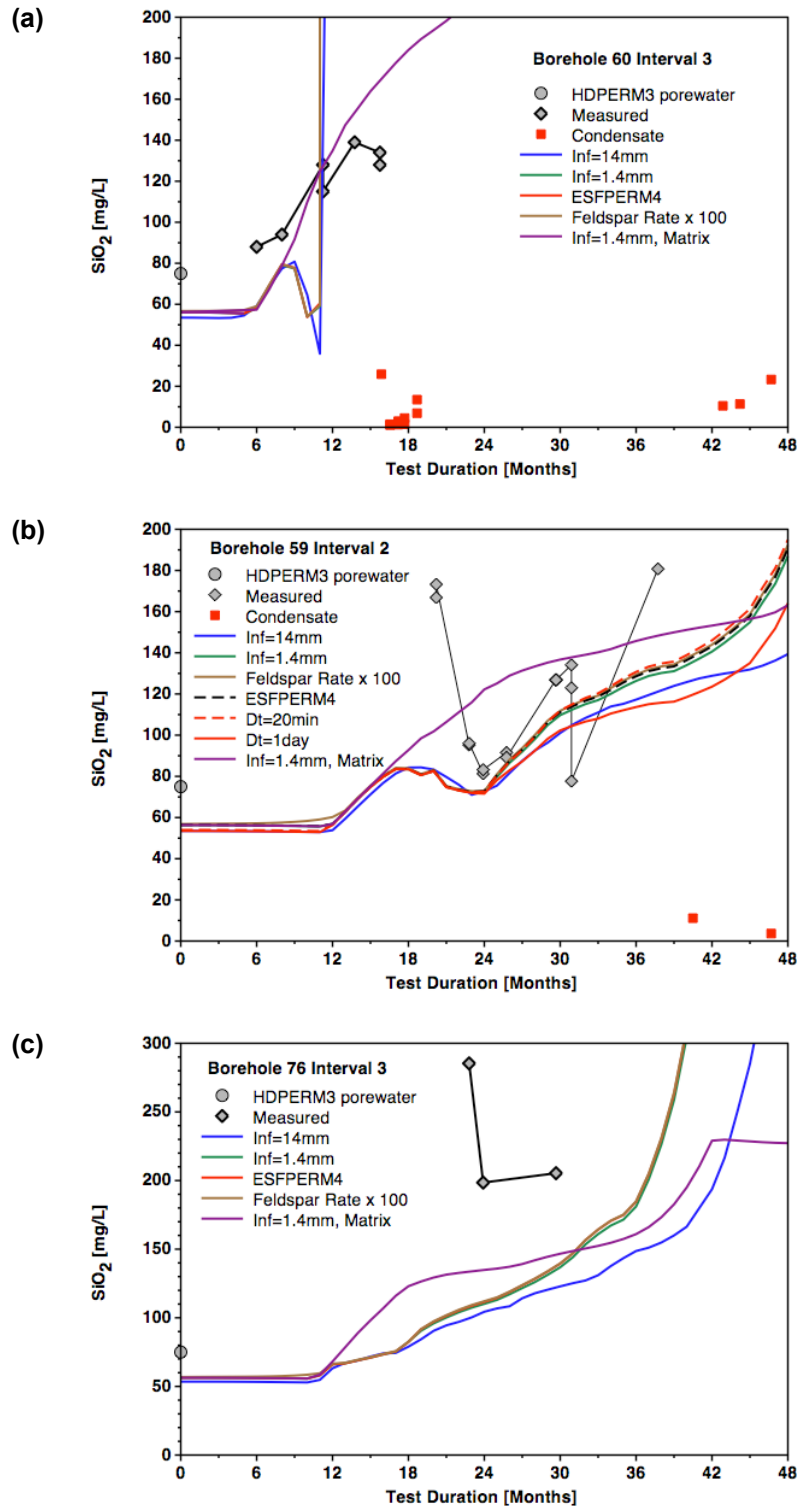 (a)
200
180
160
140
120
100
80
60
40
20
0
SiO2 [mg/L]
Borehole 60 Interval 3
HDPERM3 porewater
Measured
Condensate
Inf=14mm
Inf=1.4mm
ESFPERM4
Feldspar Rate x 100
Inf=1.4mm, Matrix
0 6 12 18 24 30 36 42 48
Test Duration [Months]
(b)
200
180
160
140
120
100
80
60
40
20
0
SiO2 [mg/L]
Borehole 59 Interval 2
HDPERM3 porewater
Measured
Condensate
Inf=14mm
Inf=1.4mm
Feldspar Rate x 100
ESFPERM4
Dt=20min
Dt=1day
Inf=1.4mm, Matrix
0 6 12 18 24 30 36 42 48
Test Duration [Months]
(c)
300
250
200
150
100
50
0
SiO2 [mg/L]
Borehole 76 Interval 3
HDPERM3 porewater
Measured
Inf=14mm
Inf=1.4mm
ESFPERM4
Feldspar Rate x 100
Inf=1.4mm, Matrix
0 6 12 18 24 30 36 42 48
Test Duration [Months]